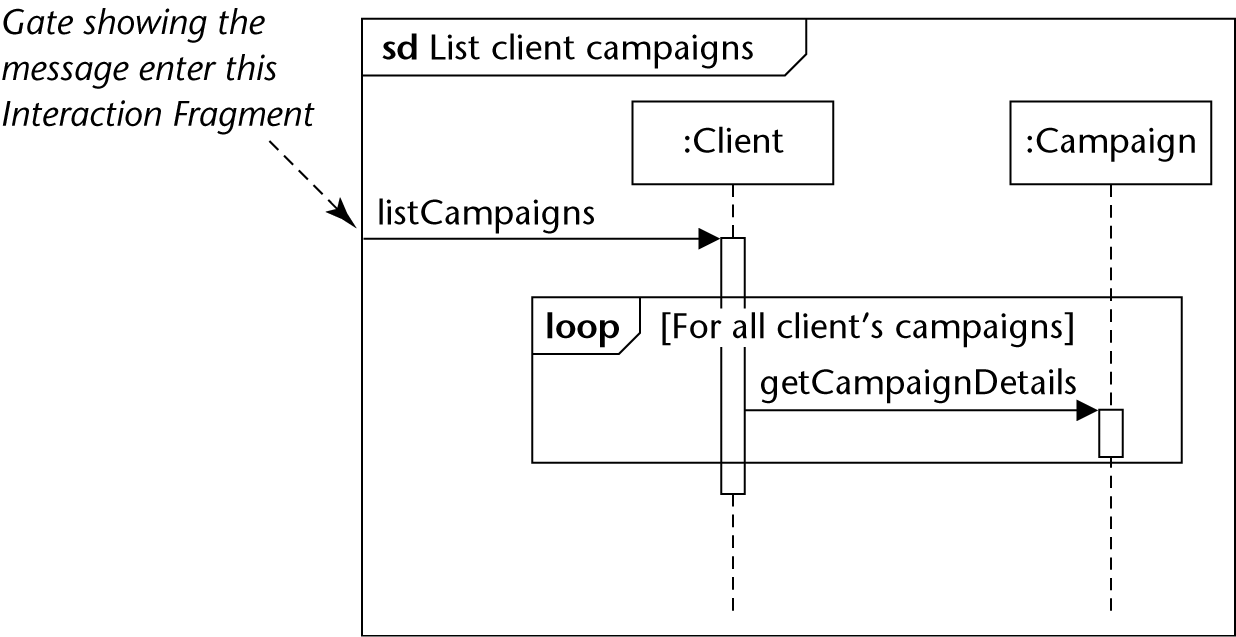 Gate showing the
message enter this
Interaction Fragment
sd List client campaigns
:Client
:Campaign
listCampaigns
loop [For all client’s campaigns]
getCampaignDetails